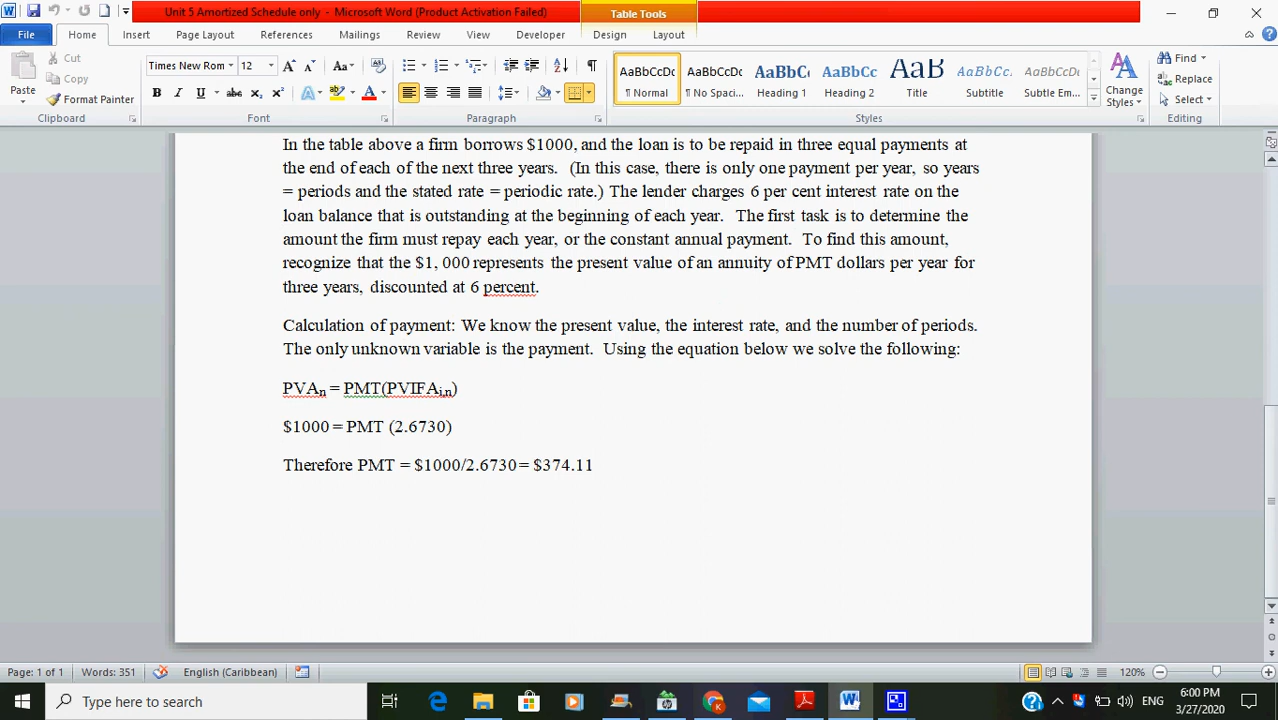 Unit 5 Amortized Schedule only - Microsoft Word (Product Activation Failed)
Table Tools
File Home Insert Page Layout References Mailings Review View Developer Design Layout
Cut
Copy
Format Painter
Paste
Clipboard
Times New Rom 12
Font
Paragraph
AaBbCcDc AaBbCcDc AaBbC AaBbCc AaB AaBbCc. AaBbCcDι
¶ Normal ¶ No Spaci... Heading 1 Heading 2 Title Subtitle Subtle Em...
Styles
Change
Styles
Find
Replace
Select
Editing
In the table above a firm borrows $1000, and the loan is to be repaid in three equal payments at
the end of each of the next three years. (In this case, there is only one payment per year, so years
= periods and the stated rate = periodic rate.) The lender charges 6 per cent interest rate on the
loan balance that is outstanding at the beginning of each year. The first task is to determine the
amount the firm must repay each year, or the constant annual payment. To find this amount,
recognize that the $1, 000 represents the present value of an annuity of PMT dollars per year for
three years, discounted at 6 percent.
Calculation of payment: We know the present value, the interest rate, and the number of periods.
The only unknown variable is the payment. Using the equation below we solve the following:
PVAn = PMT(PVIFAi,n)
$1000 = PMT (2.6730)
Therefore PMT = $1000/2.6730= $374.11
Page: 1 of 1 Words: 351 English (Caribbean) 120%
Type here to search
ENG
6:00 PM
3/27/2020